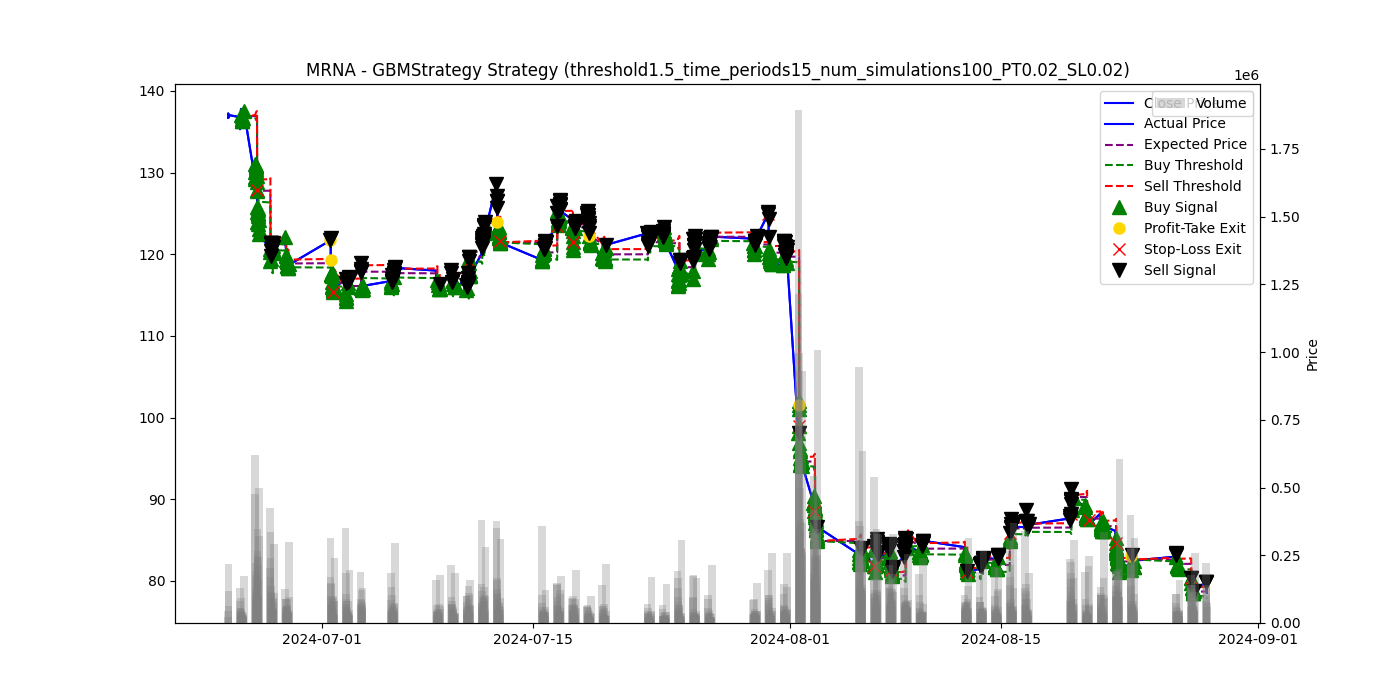 MRNA - GBMStrategy Strategy (threshold1.5_time_periods15_num_simulations100_PT0.02_SL0.02)
1e6
140
130
120
110
100
90
80
Close Price
Volume
Actual Price
Expected Price
Buy Threshold
Sell Threshold
Buy Signal
Profit-Take Exit
Stop-Loss Exit
Sell Signal
1.75
1.50
1.25
1.00
0.75
0.50
0.25
0.00
Price
2024-07-01
2024-07-15
2024-08-01
2024-08-15
2024-09-01